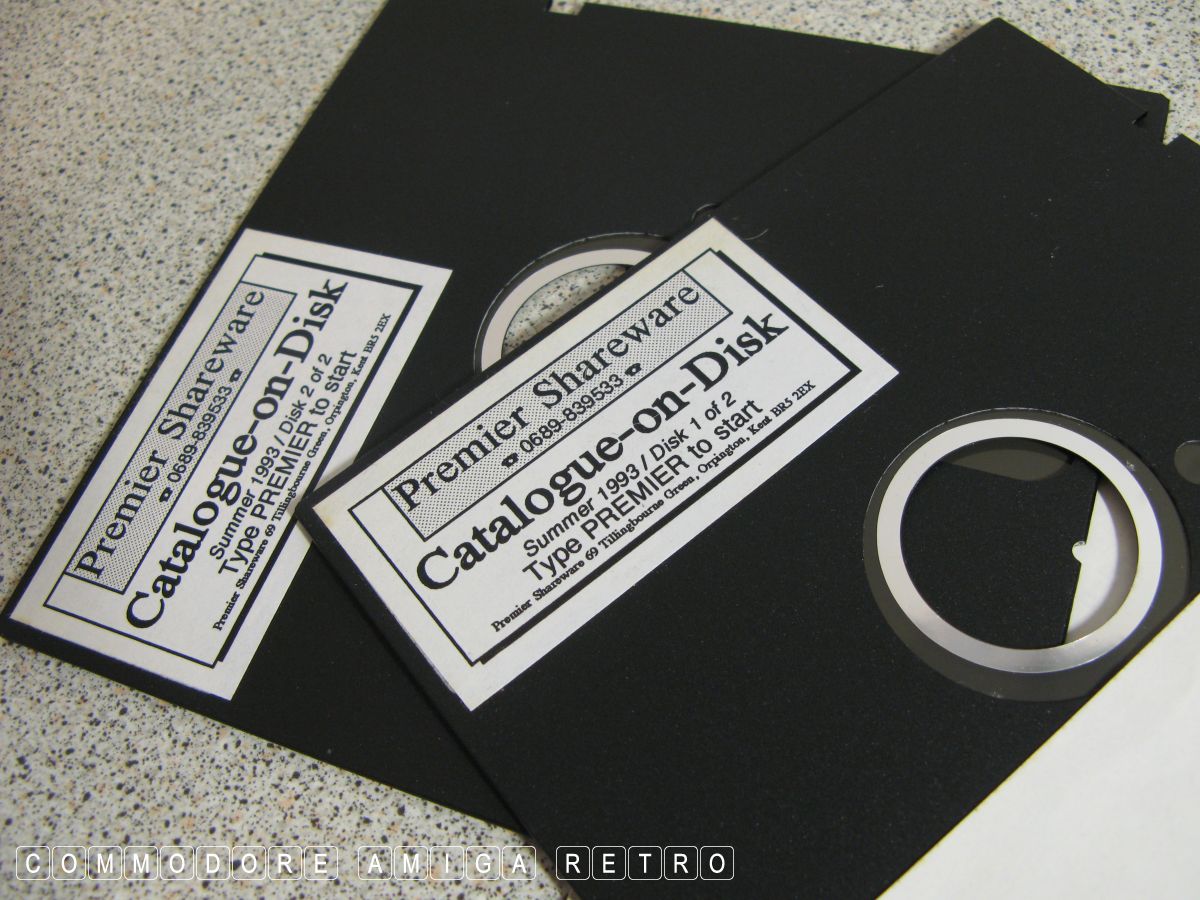 Premier Shareware
☎ 0689-839533 ☎
Catalogue-on-Disk
Summer 1993 / Disk 2 of 2
Type PREMIER to start
Premier Shareware 69 Tillingbourne Green, Orpington, Kent BR5 2EX
Premier Shareware
☎ 0689-839533 ☎
Catalogue-on-Disk
Summer 1993 / Disk 1 of 2
Type PREMIER to start
Premier Shareware 69 Tillingbourne Green, Orpington, Kent BR5 2EX
COMMODORE AMIGA RETRO